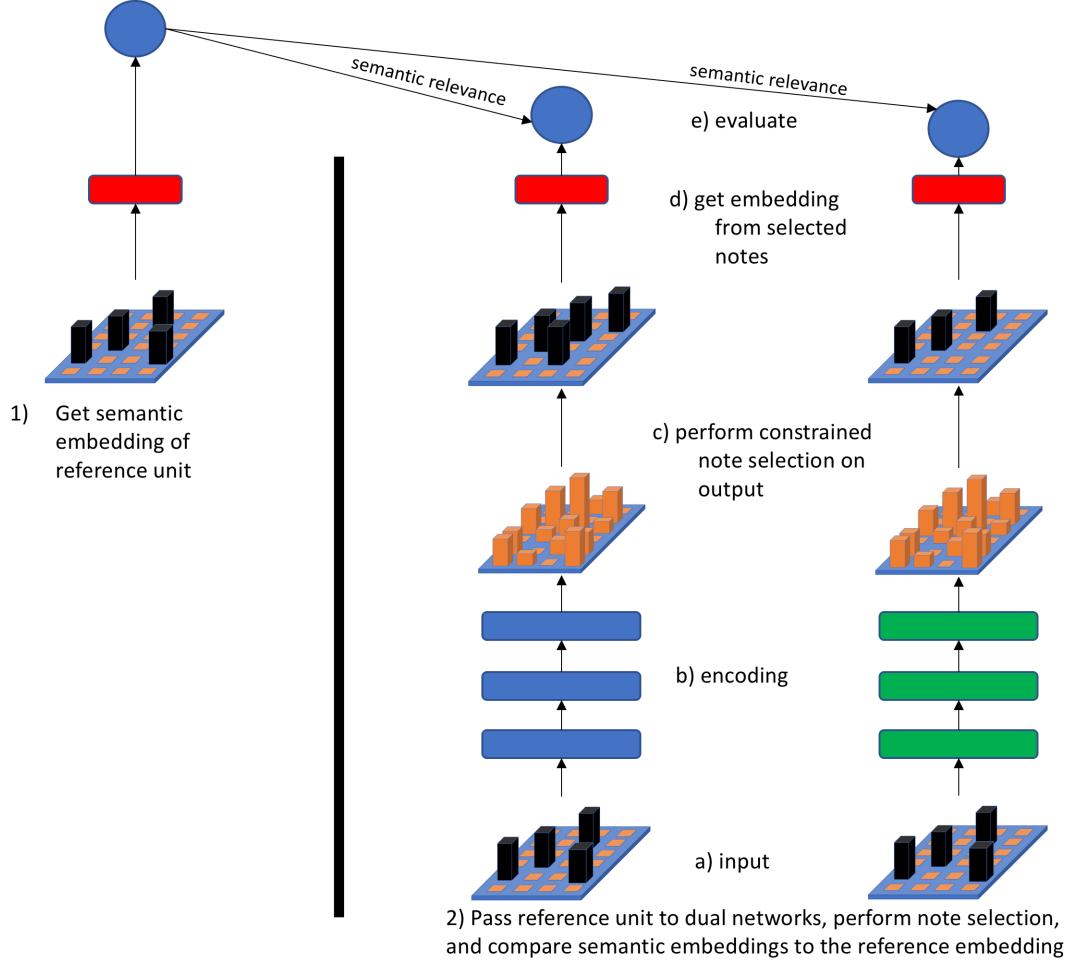 semantic relevance
semantic relevance
e) evaluate
d) get embedding
from selected
notes
1) Get semantic
embedding of
reference unit
c) perform constrained
note selection on
output
b) encoding
a) input
2) Pass reference unit to dual networks, perform note selection,
and compare semantic embeddings to the reference embedding